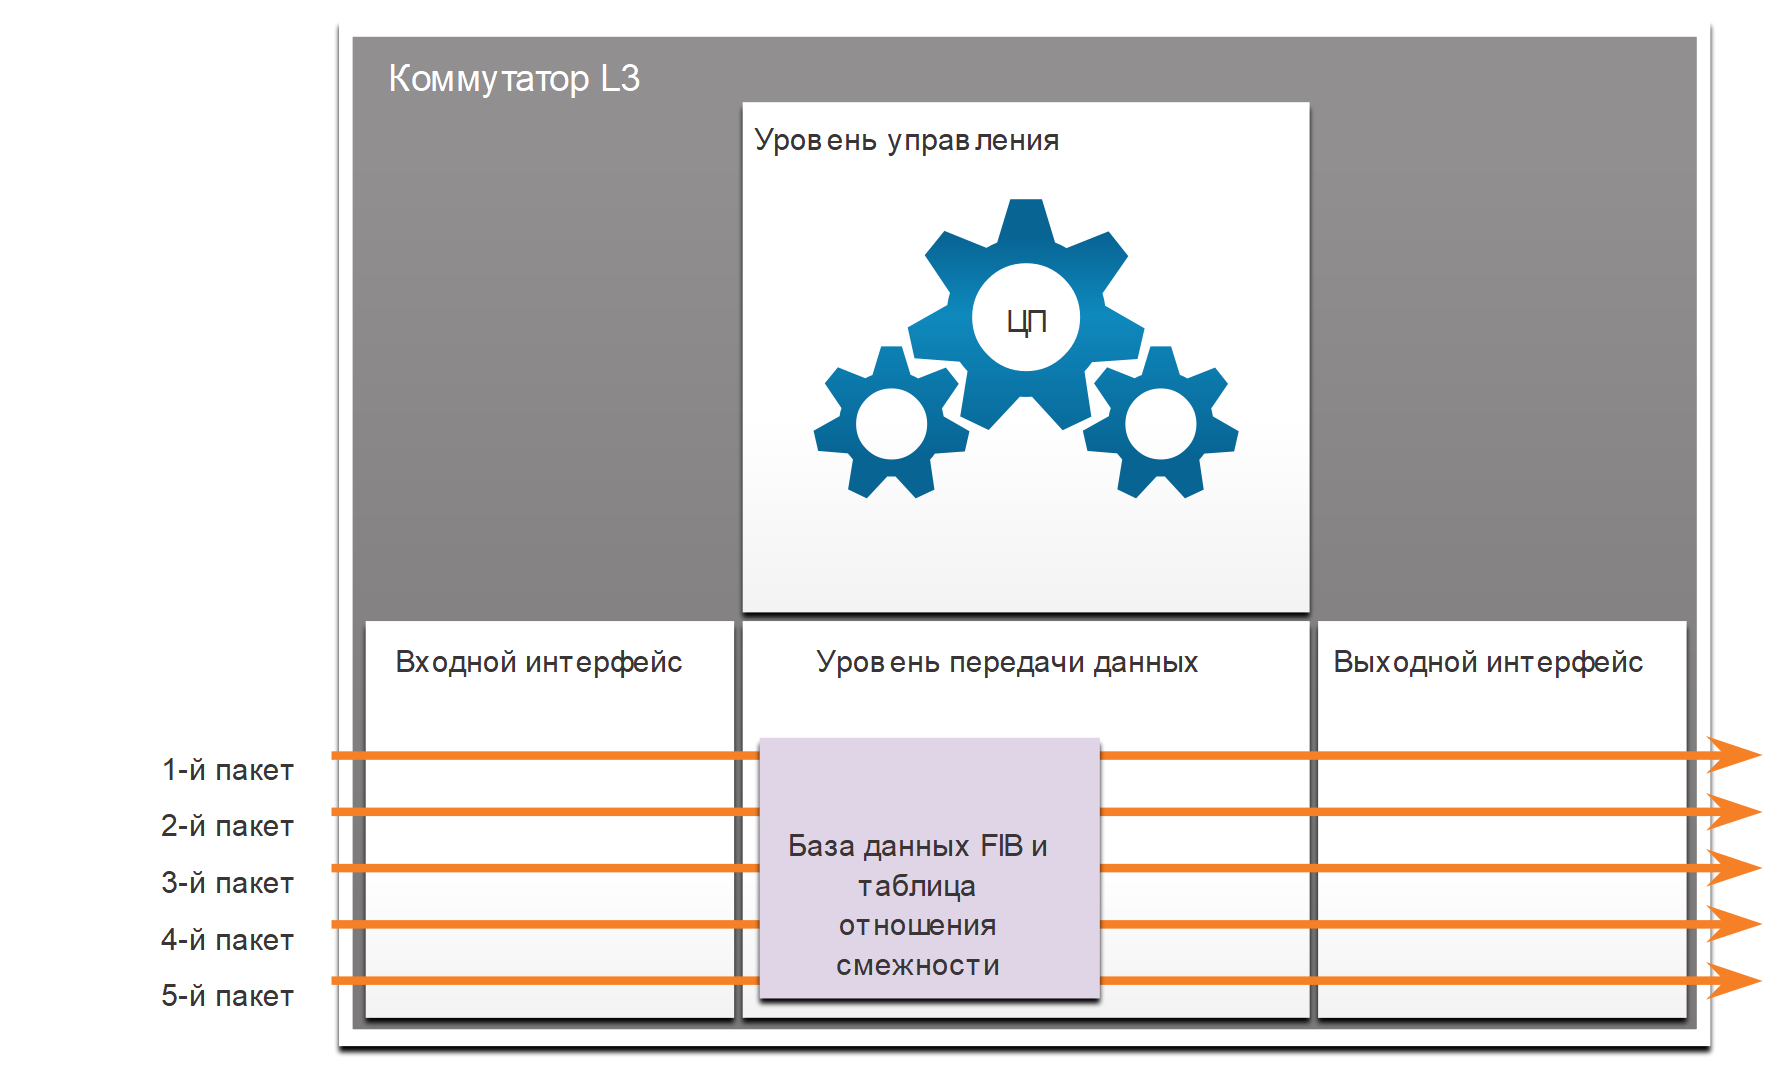 Коммутатор L3
Уровень управления
ЦП
Входной интерфейс
Уровень передачи данных
Выходной интерфейс
1-й пакет
2-й пакет
3-й пакет
4-й пакет
5-й пакет
База данных FIB и
таблица
отношения
смежности